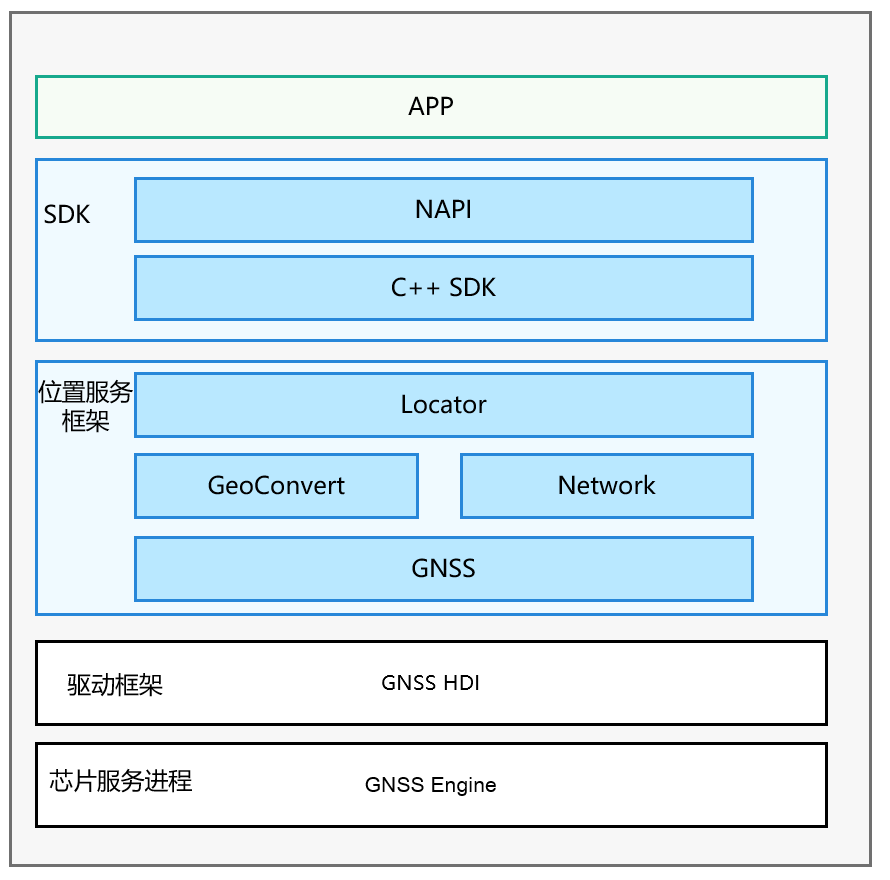 APP
SDK
NAPI
C++ SDK
位置服务
框架
Locator
GeoConvert
Network
GNSS
驱动框架
GNSS HDI
芯片服务进程
GNSS Engine